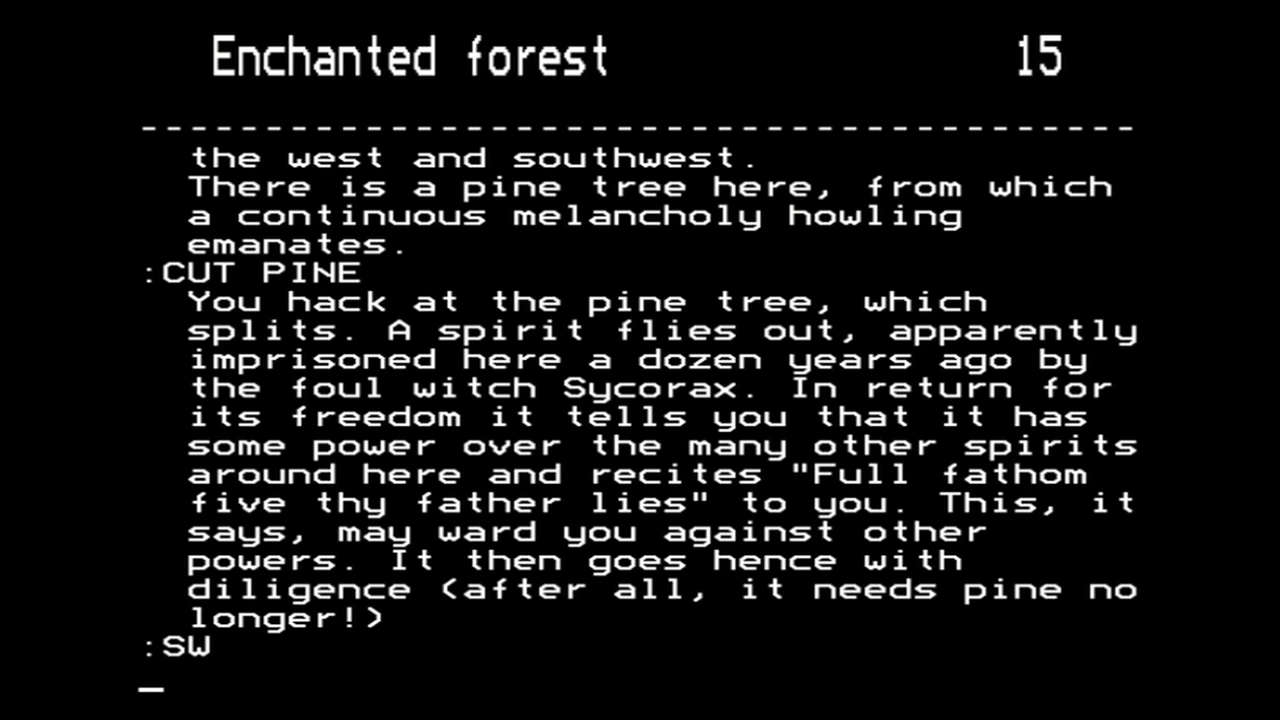 Enchanted forest 15
----------------------------------------
the west and southwest.
There is a pine tree here, from which
a continuous melancholy howling
emanates.
:CUT PINE
You hack at the pine tree, which
splits. A spirit flies out, apparently
imprisoned here a dozen years ago by
the foul witch Sycorax. In return for
its freedom it tells you that it has
some power over the many other spirits
around here and recites "Full fathom
five thy father lies" to you. This, it
says, may ward you against other
powers. It then goes hence with
diligence (after all, it needs pine no
longer!)
:SW